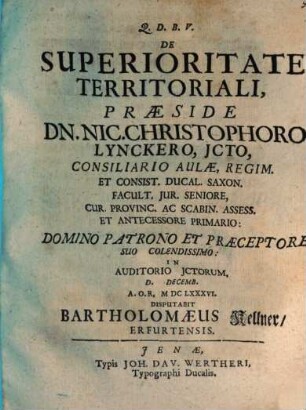 Q. D. B. V.
DE
SUPERIORITATE
TERRITORIALI,
PRÆSIDE
DN. NIC. CHRISTOPHORO
LYNCKERO, JCTO,
CONSILIARIO AULÆ, REGIM.
ET CONSIST. DUCAL. SAXON.
FACULT. JUR. SENIORE,
CUR. PROVINC. AC SCABIN. ASSESS.
ET ANTECESSORE PRIMARIO:
DOMINO PATRONO ET PRÆCEPTORE
SUO COLENDISSIMO:
IN
AUDITORIO JCTORUM,
D. DECEMB.
A. O. R. M DC LXXXVI.
DISPUTABIT
BARTHOLOMÆUS Kellner/
ERFURTENSIS.
JENÆ,
Typis JOH. DAV. WERTHERI,
Typographi Ducalis.